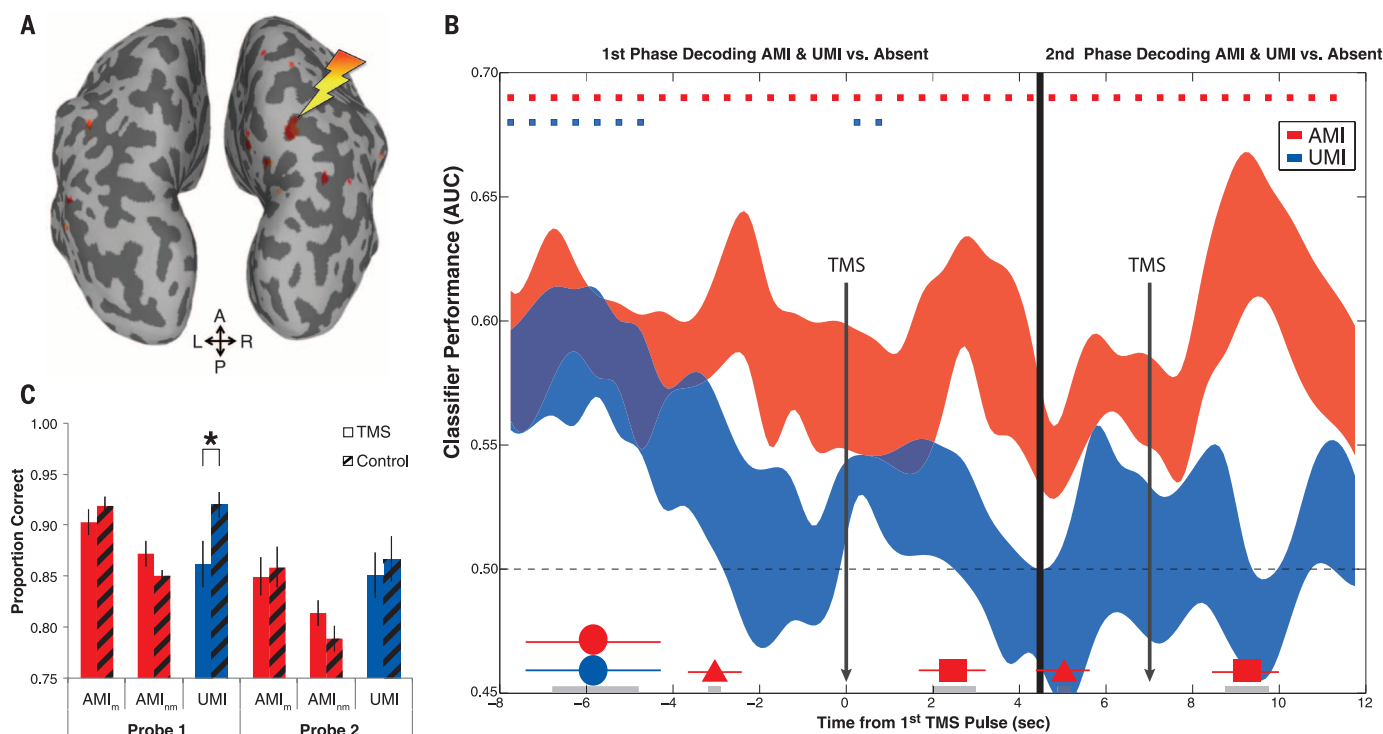 A
A
L R
P
B
1st Phase Decoding AMI & UMI vs. Absent 2nd Phase Decoding AMI & UMI vs. Absent
0.70
0.65
0.60
0.55
0.50
0.45
Classifier Performance (AUC)
AMI
UMI
TMS
TMS
-8 -6 -4 -2 0 2 4 6 8 10 12
Time from 1st TMS Pulse (sec)
C
1.00
0.95
0.90
0.85
0.80
0.75
Proportion Correct
*
TMS
Control
AMIm AMInm UMI AMIm AMInm UMI
Probe 1 Probe 2